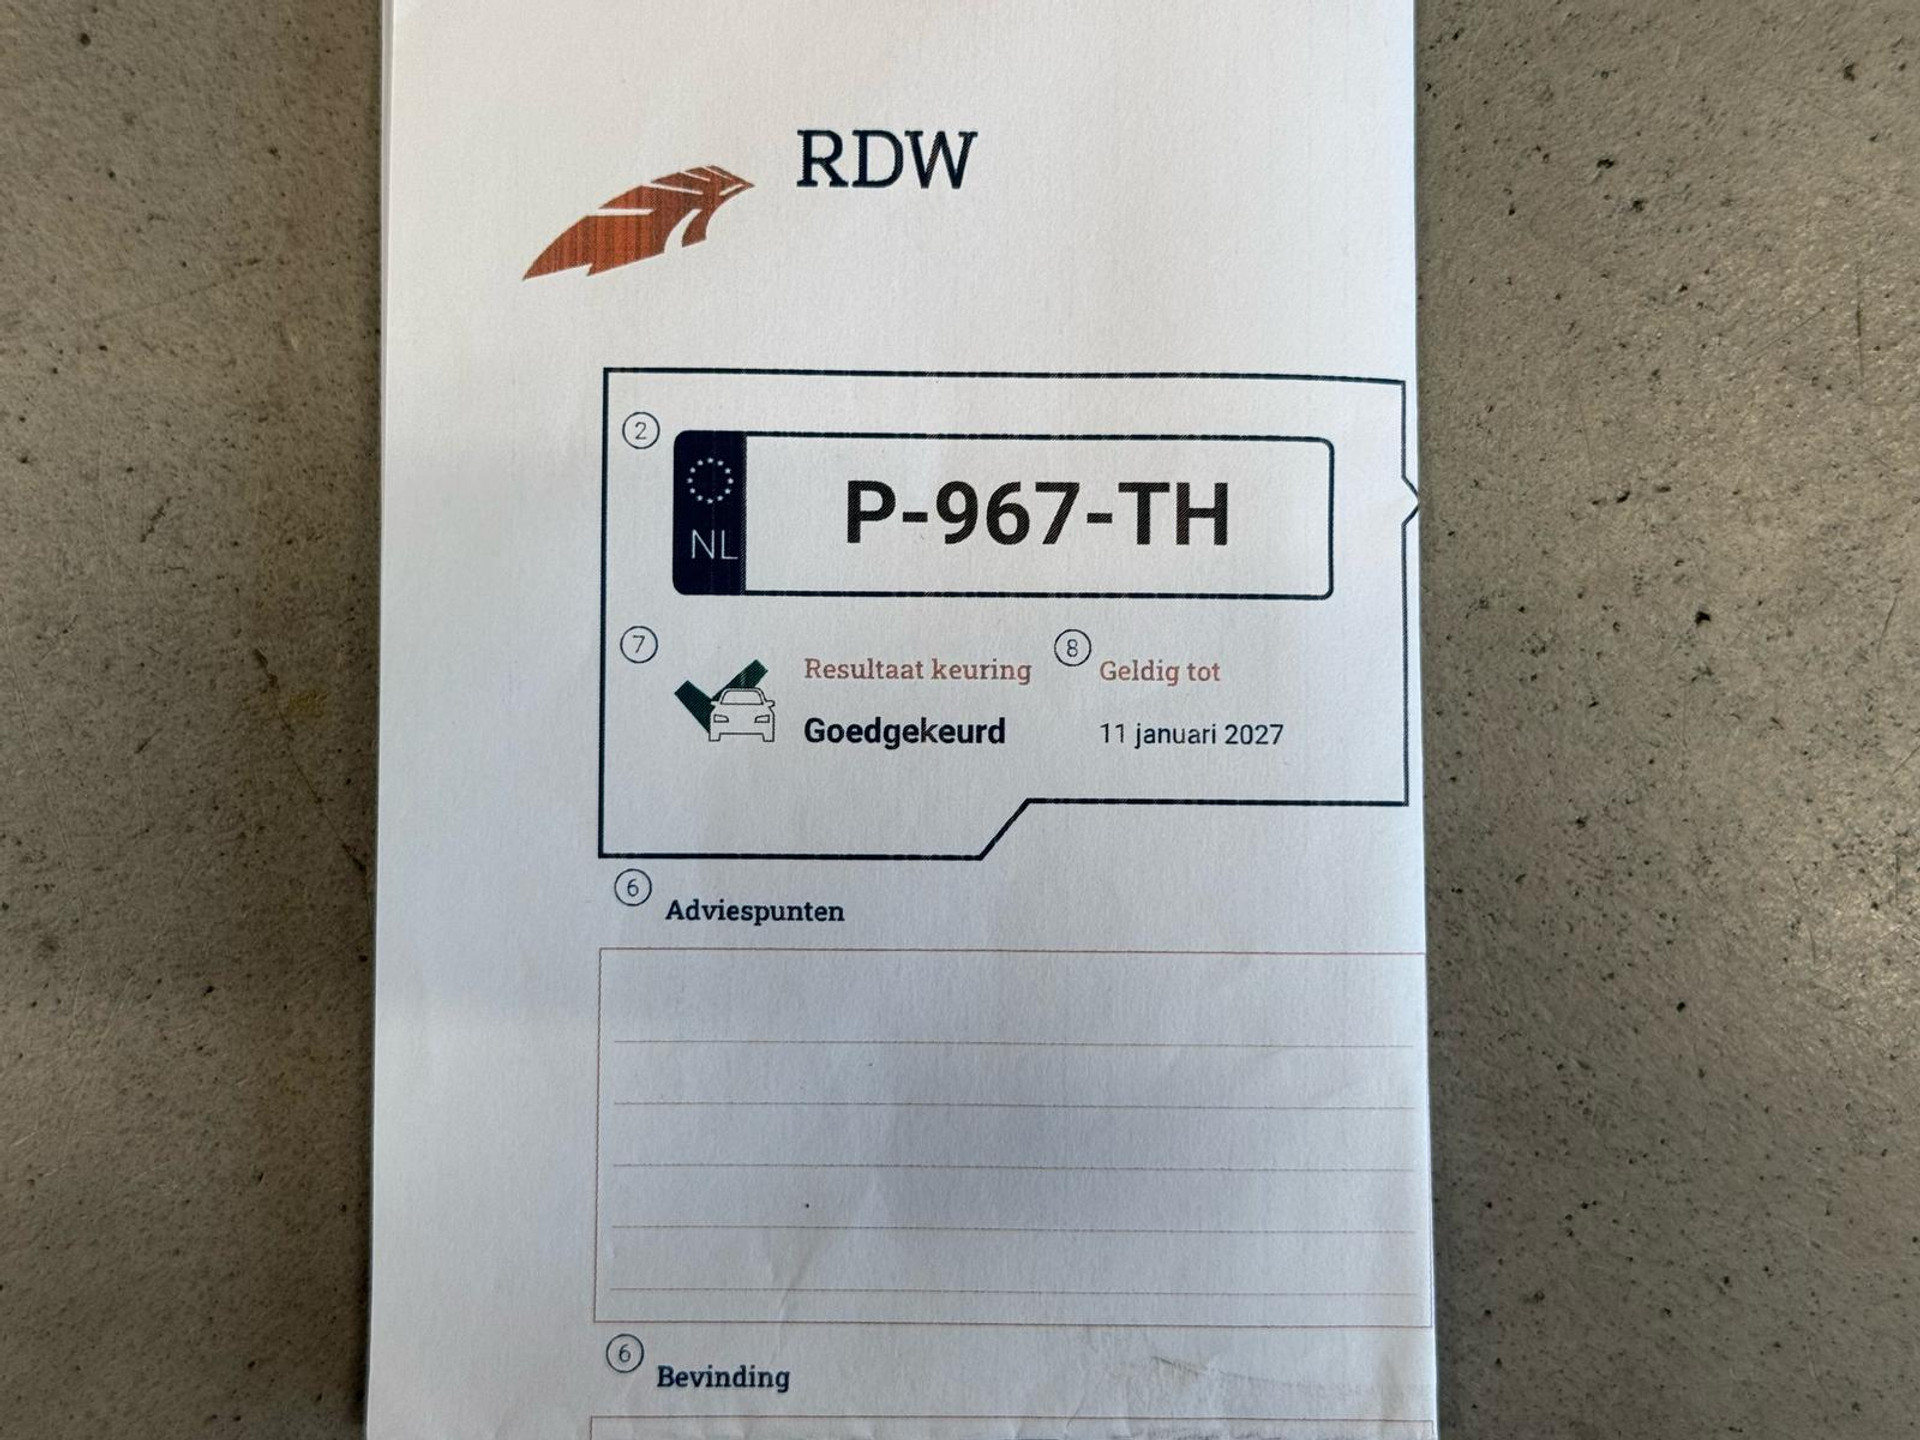 RDW
2
NL
P-967-TH
7
Resultaat keuring
Goedgekeurd
8
Geldig tot
11 januari 2027
6
Adviespunten
6
Bevinding